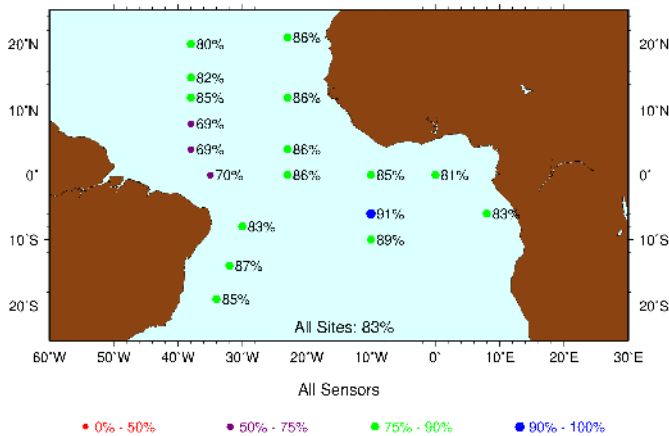 20°N 80% 86% 20°N
82%
85% 86%
10°N 10°N
69%
69% 86%
0° 70% 86% 85% 81% 0°
91% 83%
83%
10°S 89% 10°S
87%
85%
20°S 20°S
All Sites: 83%
60°W 50°W 40°W 30°W 20°W 10°W 0° 10°E 20°E 30°E
All Sensors
0% - 50% 50% - 75% 75% - 90% 90% - 100%